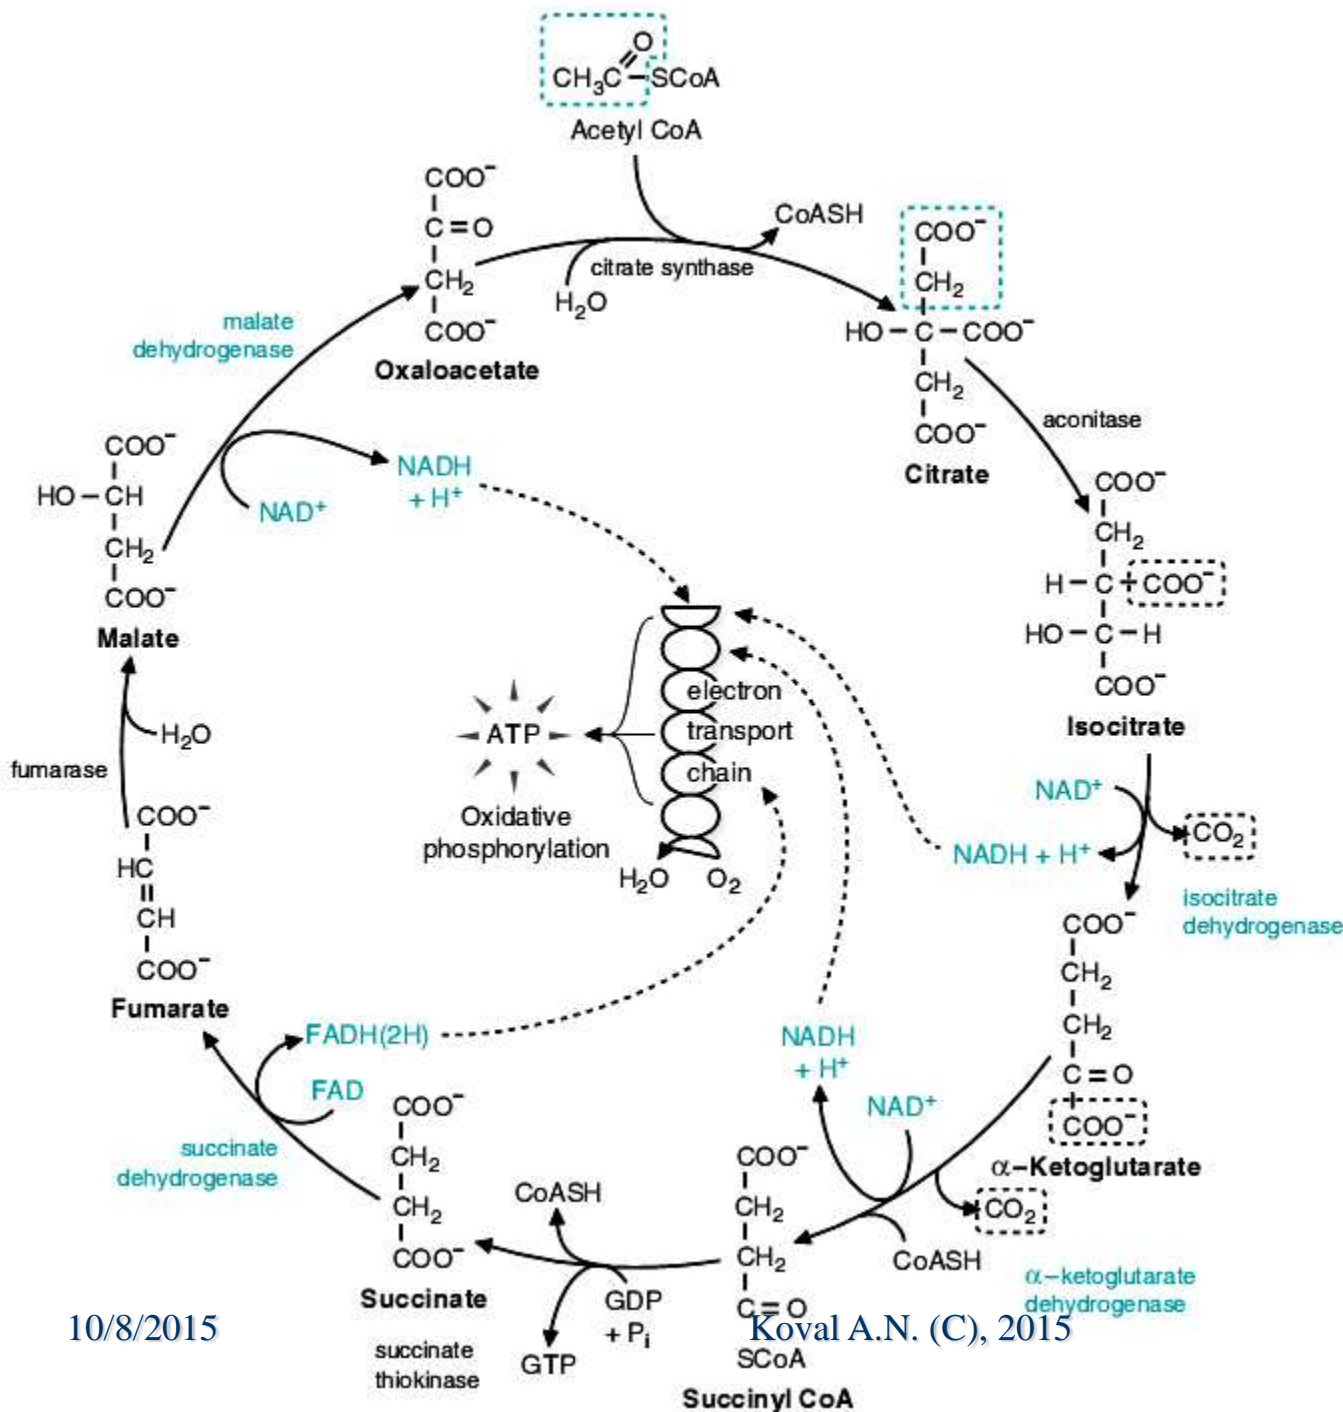 O
CH3C–SCoA
Acetyl CoA
COO−
C=O
CH2
COO−
Oxaloacetate
CoASH
citrate synthase
H2O
COO−
CH2
HO–C–COO−
CH2
COO−
Citrate
aconitase
COO−
CH2
H–C–COO−
HO–C–H
COO−
Isocitrate
NAD+
NADH + H+
CO2
isocitrate
dehydrogenase
COO−
CH2
CH2
C=O
COO−
α–Ketoglutarate
NADH
+ H+
NAD+
CO2
CoASH
α–ketoglutarate
dehydrogenase
COO−
CH2
CH2
C=O
SCoA
Succinyl CoA
CoASH
GDP
+ Pi
GTP
succinate
thiokinase
COO−
CH2
CH2
COO−
Succinate
FADH(2H)
FAD
succinate
dehydrogenase
COO−
HC
CH
COO−
Fumarate
fumarase
H2O
COO−
HO–CH
CH2
COO−
Malate
malate
dehydrogenase
NAD+
NADH
+ H+
electron
transport
chain
ATP
Oxidative
phosphorylation
H2O
O2
10/8/2015
Koval A.N. (C), 2015